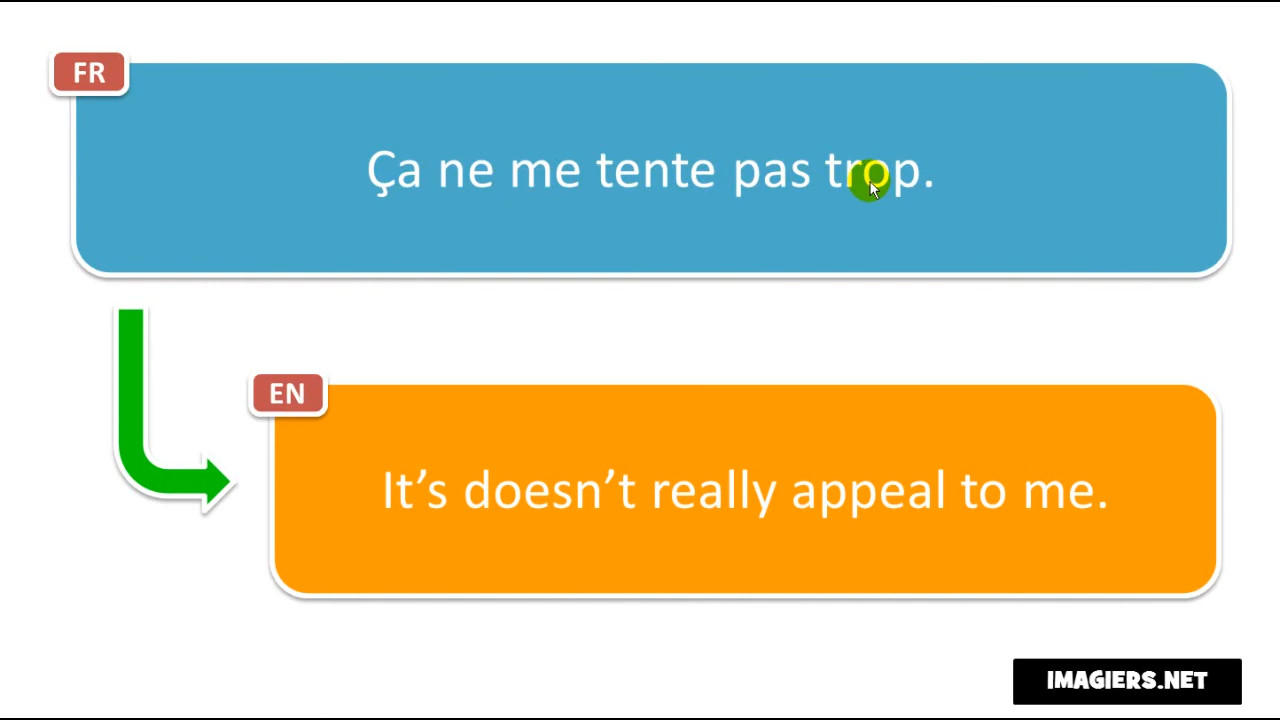 FR
Ça ne me tente pas trop.
EN
It’s doesn’t really appeal to me.
IMAGIERS.NET